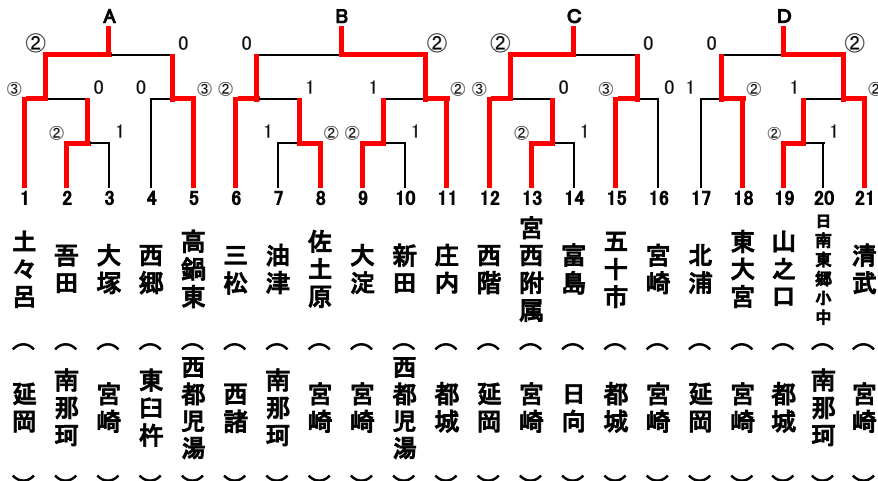 A B C D
② 0 0 ② ② 0 0 ②
③ 0 0 ③ ② 1 1 ② ③ 0 ③ 0 1 ② 1 ②
② 1 1 ② ② 1 ② 1 ② 1
1 2 3 4 5 6 7 8 9 10 11 12 13 14 15 16 17 18 19 20 21
土々呂
吾田
大塚
西郷
高鍋東
三松
油津
佐土原
大淀
新田
庄内
西階
宮西附属
富島
五十市
宮崎
北浦
東大宮
山之口
日南東郷小中
清武
(延岡)
(南那珂)
(宮崎)
(東臼杵)
(西都児湯)
(西諸)
(南那珂)
(宮崎)
(宮崎)
(西都児湯)
(都城)
(延岡)
(宮崎)
(日向)
(都城)
(宮崎)
(延岡)
(宮崎)
(都城)
(南那珂)
(宮崎)